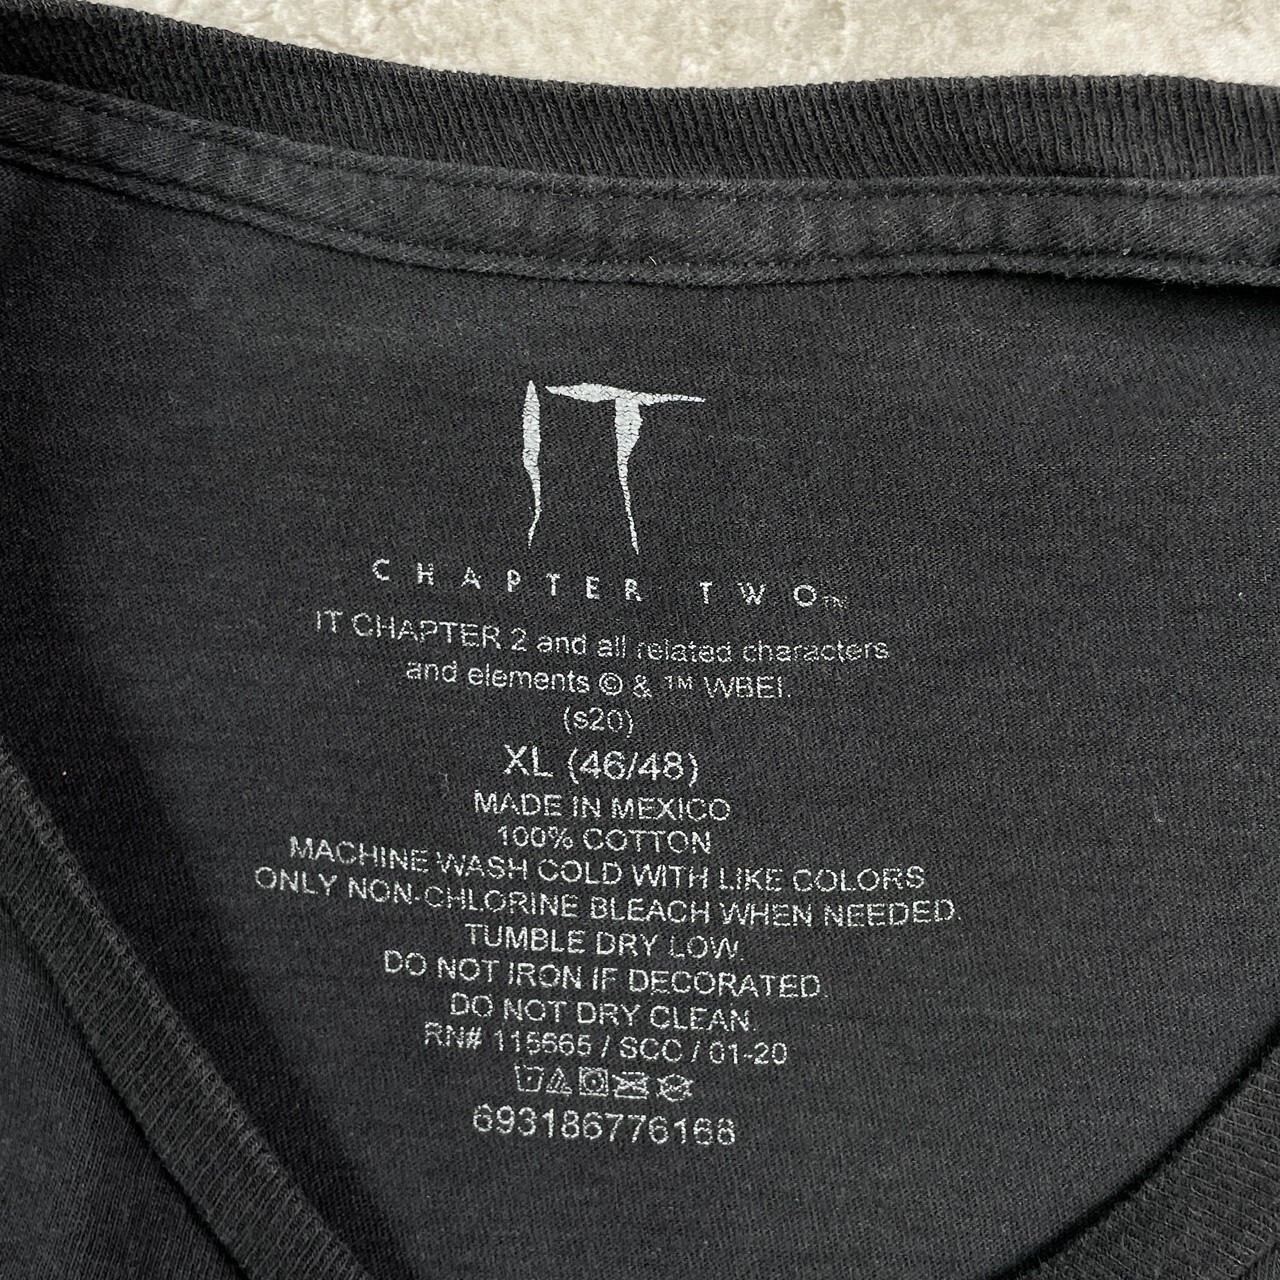 IT
CHAPTER TWO™
IT CHAPTER 2 and all related characters
and elements © & ™ WBEI.
(s20)
XL (46/48)
MADE IN MEXICO
100% COTTON
MACHINE WASH COLD WITH LIKE COLORS
ONLY NON-CHLORINE BLEACH WHEN NEEDED.
TUMBLE DRY LOW.
DO NOT IRON IF DECORATED.
DO NOT DRY CLEAN.
RN# 115565 / SCC / 01-20
693186776168